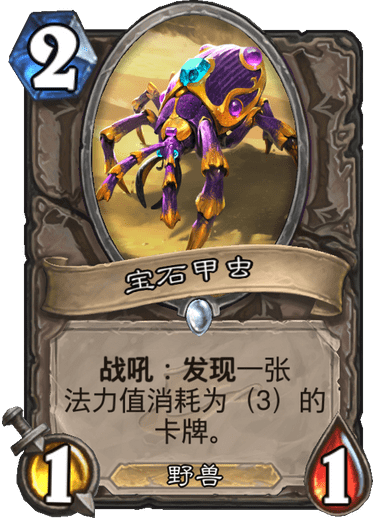 2
宝石甲虫
战吼：发现一张
法力值消耗为（3）的
卡牌。
1
野兽
1